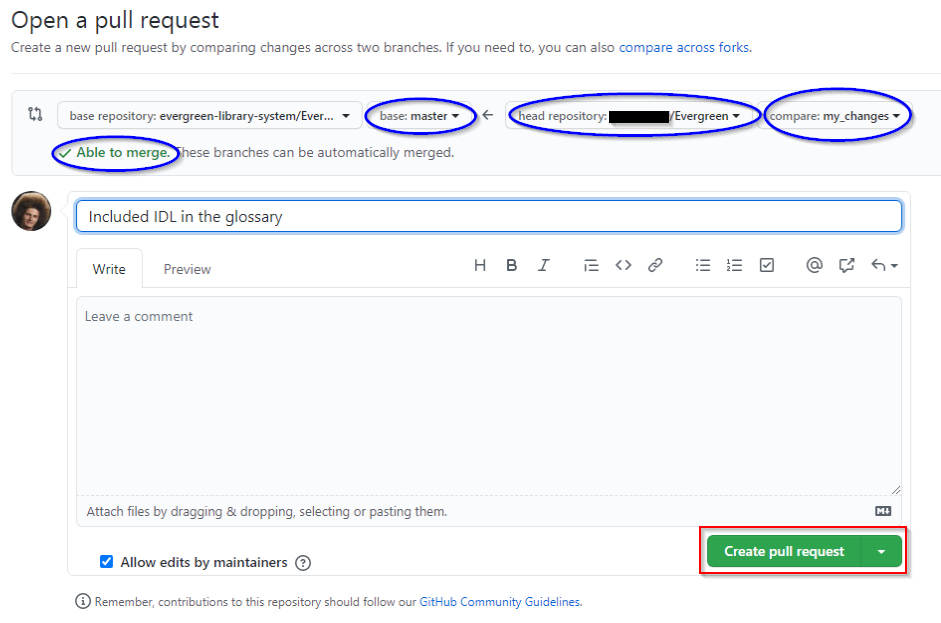 Open a pull request
Create a new pull request by comparing changes across two branches. If you need to, you can also compare across forks.
base repository: evergreen-library-system/Ever... base: master head repository: /Evergreen compare: my_changes
Able to merge. These branches can be automatically merged.
Included IDL in the glossary
Write Preview H B I
Leave a comment
Attach files by dragging & dropping, selecting or pasting them.
Allow edits by maintainers
Create pull request
Remember, contributions to this repository should follow our GitHub Community Guidelines.